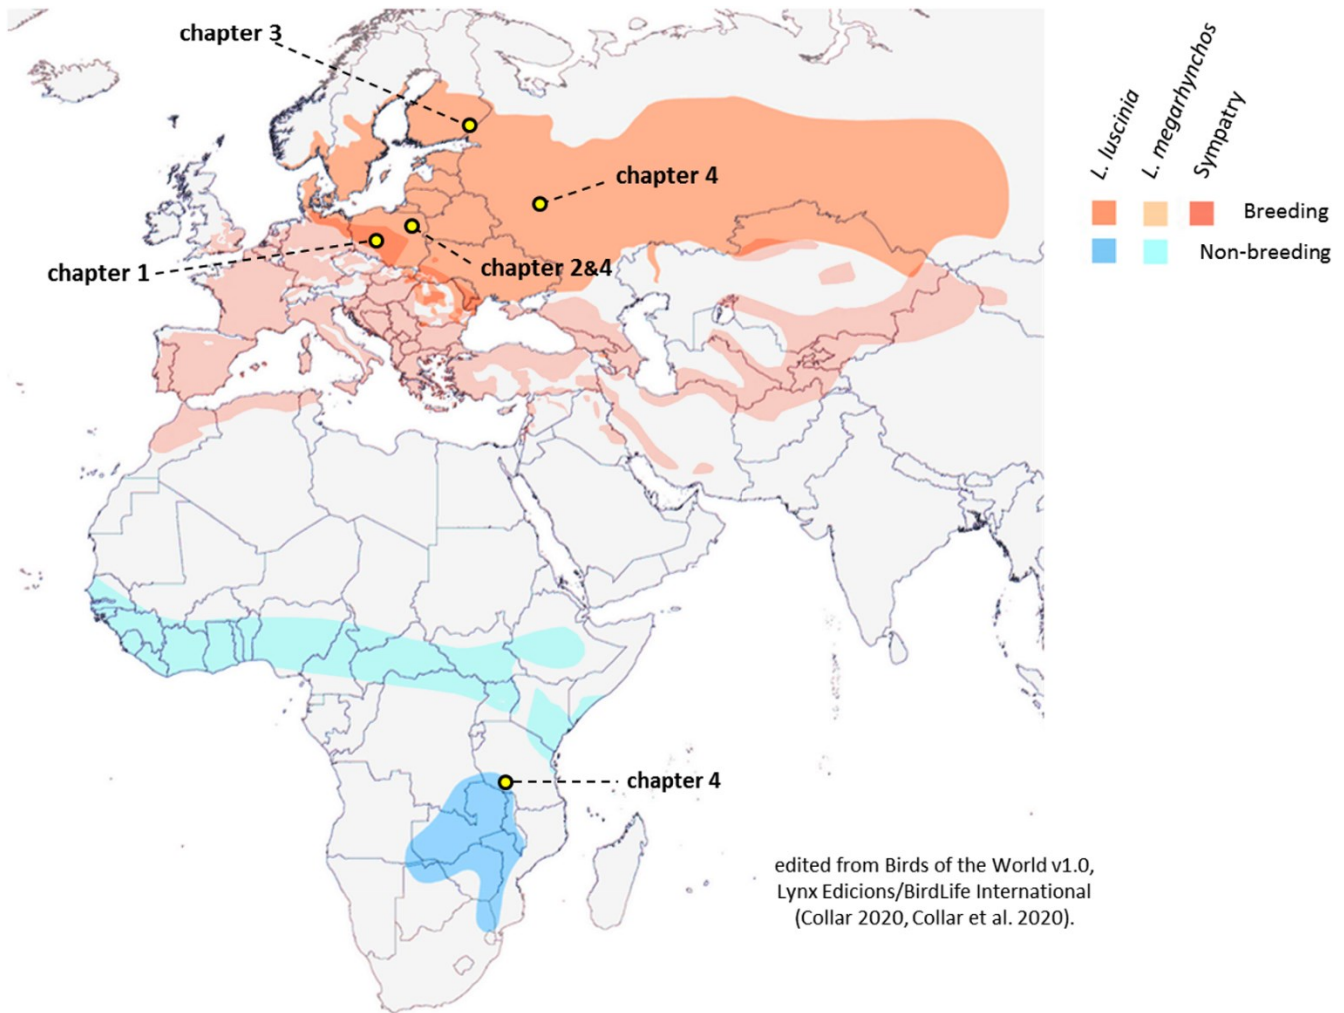 chapter 3
chapter 4
chapter 2&4
chapter 1
chapter 4
L. luscinia
L. megarhynchos
Sympatry
Breeding
Non-breeding
edited from Birds of the World v1.0,
Lynx Edicions/BirdLife International
(Collar 2020, Collar et al. 2020).